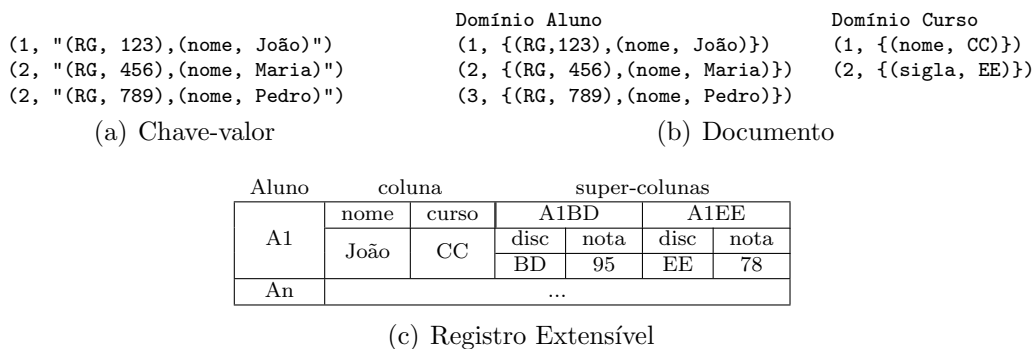 Domínio Aluno Domínio Curso
(1, "(RG, 123),(nome, João)") (1, {(RG,123),(nome, João)}) (1, {(nome, CC)})
(2, "(RG, 456),(nome, Maria)") (2, {(RG, 456),(nome, Maria)}) (2, {(sigla, EE)})
(2, "(RG, 789),(nome, Pedro)") (3, {(RG, 789),(nome, Pedro)})
(a) Chave-valor (b) Documento
Aluno coluna super-colunas
nome curso A1BD A1EE
A1 João CC disc nota disc nota
BD 95 EE 78
An ...
(c) Registro Extensível